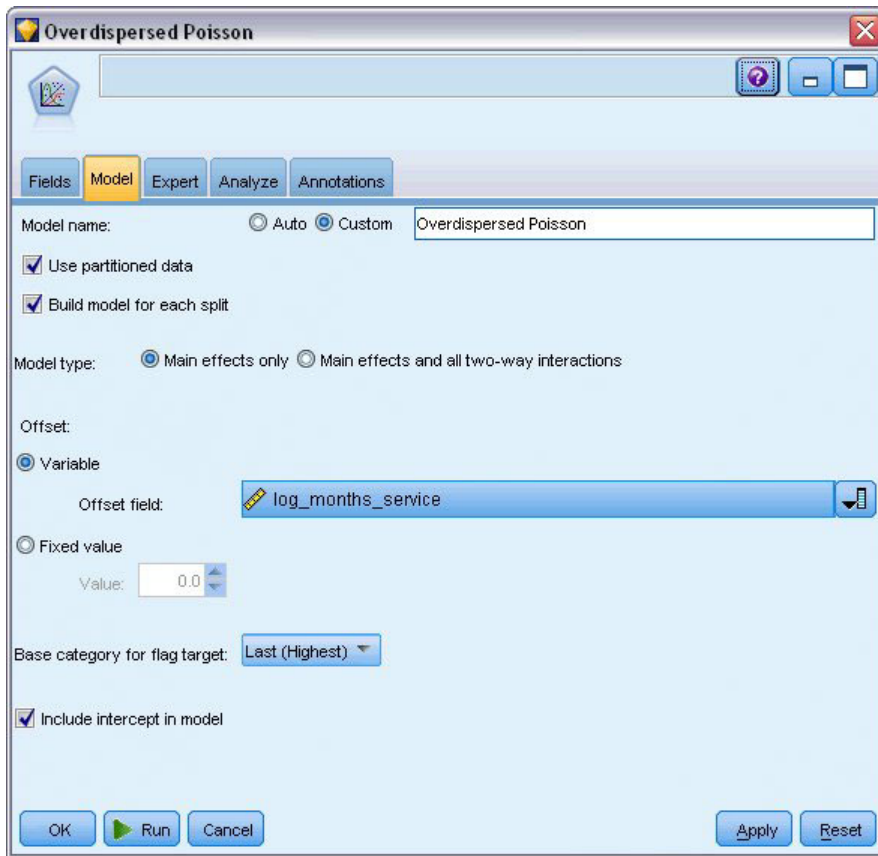 Overdispersed Poisson
Fields Model Expert Analyze Annotations
Model name: Auto Custom Overdispersed Poisson
Use partitioned data
Build model for each split
Model type: Main effects only Main effects and all two-way interactions
Offset:
Variable
Offset field: log_months_service
Fixed value
Value: 0.0
Base category for flag target: Last (Highest)
Include intercept in model
OK Run Cancel Apply Reset